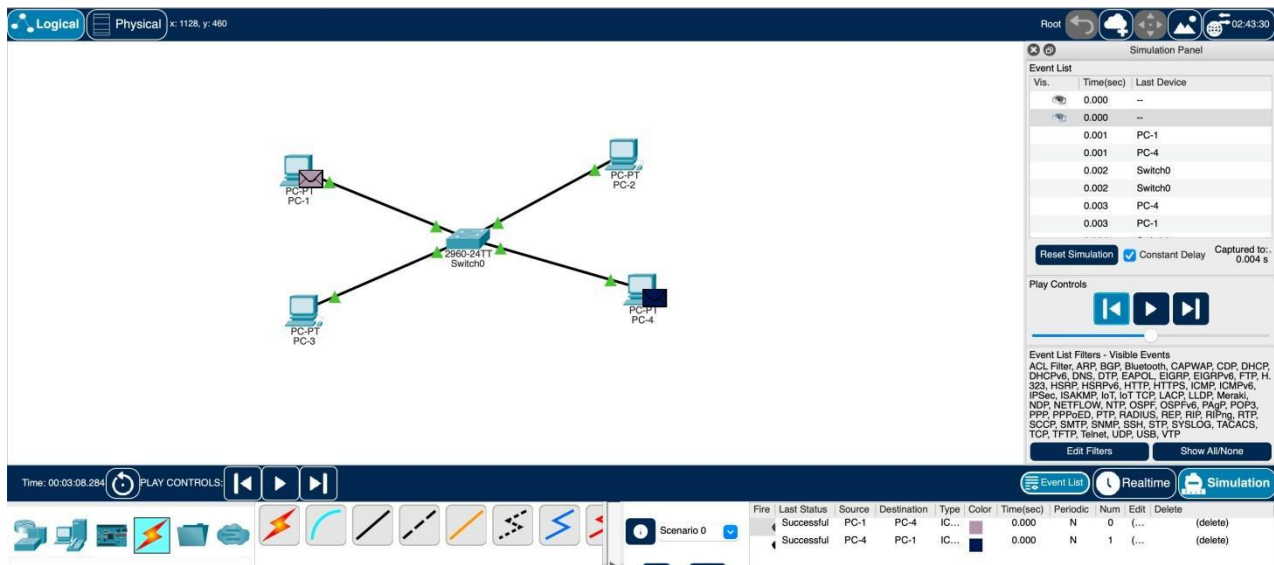 Logical Physical x: 1128, y: 460 Root 02:43:30
Simulation Panel
Event List
Vis. Time(sec) Last Device
0.000 --
0.000 --
0.001 PC-1
0.001 PC-4
0.002 Switch0
0.002 Switch0
0.003 PC-4
0.003 PC-1
Reset Simulation Constant Delay Captured to:.
0.004 s
Play Controls
Event List Filters - Visible Events
ACL Filter, ARP, BGP, Bluetooth, CAPWAP, CDP, DHCP,
DHCPv6, DNS, DTP, EAPOL, EIGRP, EIGRPv6, FTP, H.
323, HSRP, HSRPv6, HTTP, HTTPS, ICMP, ICMPv6,
IPSec, ISAKMP, IoT, IoT TCP, LACP, LLDP, Meraki,
NDP, NETFLOW, NTP, OSPF, OSPFv6, PAgP, POP3,
PPP, PPPoED, PTP, RADIUS, REP, RIP, RIPng, RTP,
SCCP, SMTP, SNMP, SSH, STP, SYSLOG, TACACS,
TCP, TFTP, Telnet, UDP, USB, VTP
Edit Filters Show All/None
PC-PT
PC-1
PC-PT
PC-2
2960-24TT
Switch0
PC-PT
PC-3
PC-PT
PC-4
Time: 00:03:08.284 PLAY CONTROLS: Event List Realtime Simulation
Scenario 0
Fire Last Status Source Destination Type Color Time(sec) Periodic Num Edit Delete
Successful PC-1 PC-4 IC... 0.000 N 0 (... (delete)
Successful PC-4 PC-1 IC... 0.000 N 1 (... (delete)